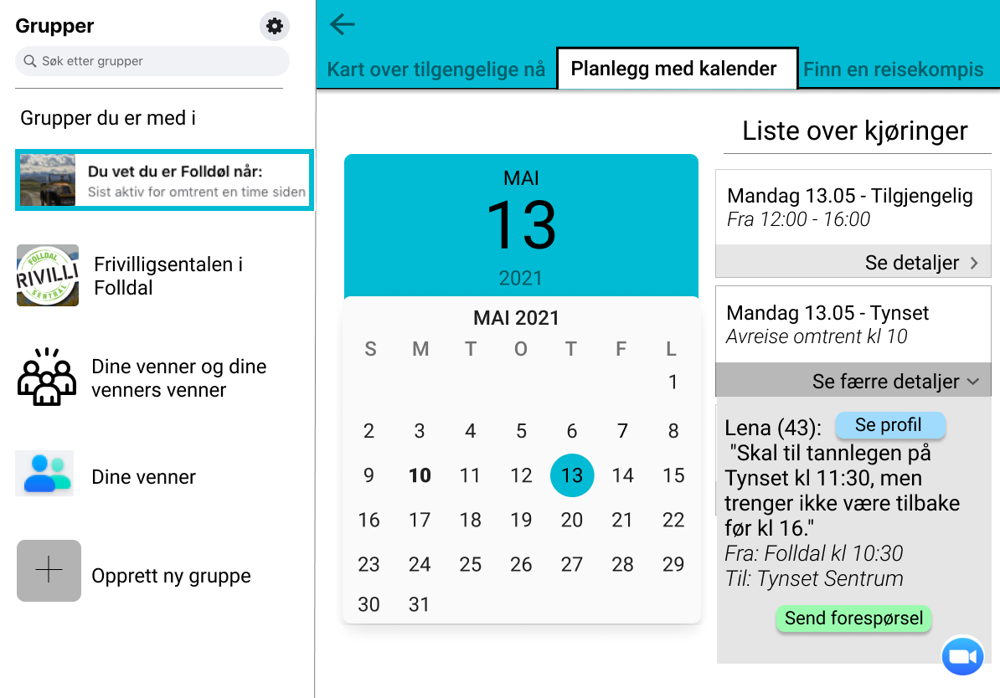 Grupper
Søk etter grupper
Grupper du er med i
Du vet du er Folldøl når:
Sist aktiv for omtrent en time siden
FOLLDAL
RIVILLI
SENTRAL
Frivilligsentalen i
Folldal
Dine venner og dine
venners venner
Dine venner
Opprett ny gruppe
Kart over tilgengelige nå
Planlegg med kalender
Finn en reisekompis
MAI
13
2021
MAI 2021
S M T O T F L
1
2 3 4 5 6 7 8
9 10 11 12 13 14 15
16 17 18 19 20 21 22
23 24 25 26 27 28 29
30 31
Liste over kjøringer
Mandag 13.05 - Tilgjengelig
Fra 12:00 - 16:00
Se detaljer
Mandag 13.05 - Tynset
Avreise omtrent kl 10
Se færre detaljer
Lena (43): Se profil
"Skal til tannlegen på
Tynset kl 11:30, men
trenger ikke være tilbake
før kl 16."
Fra: Folldal kl 10:30
Til: Tynset Sentrum
Send forespørsel